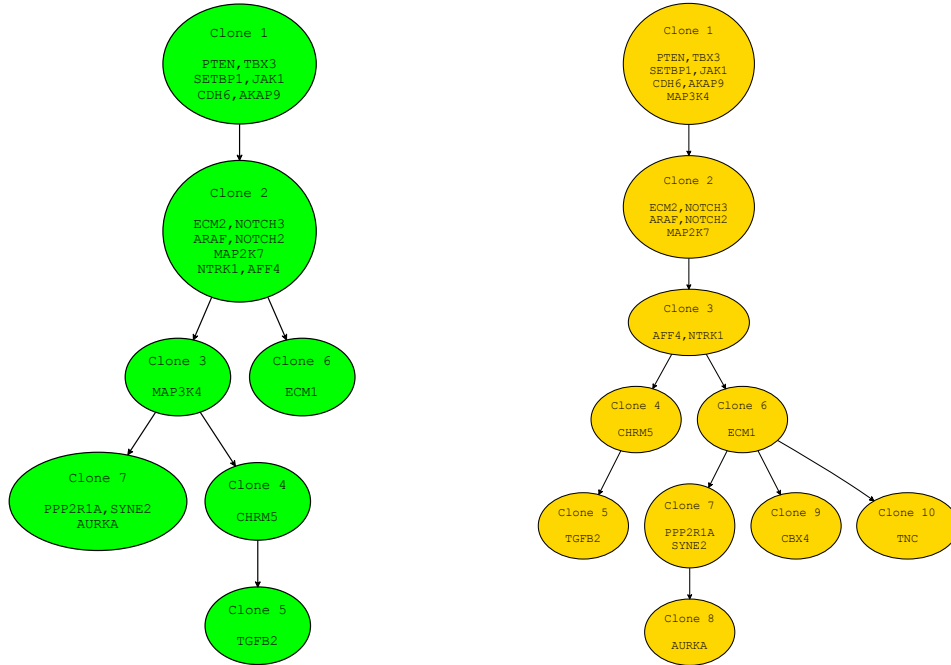 Clone 1
PTEN,TBX3
SETBP1,JAK1
CDH6,AKAP9
Clone 2
ECM2,NOTCH3
ARAF,NOTCH2
MAP2K7
NTRK1,AFF4
Clone 3
MAP3K4
Clone 6
ECM1
Clone 7
PPP2R1A,SYNE2
AURKA
Clone 4
CHRM5
Clone 5
TGFB2
Clone 1
PTEN,TBX3
SETBP1,JAK1
CDH6,AKAP9
MAP3K4
Clone 2
ECM2,NOTCH3
ARAF,NOTCH2
MAP2K7
Clone 3
AFF4,NTRK1
Clone 4
CHRM5
Clone 6
ECM1
Clone 5
TGFB2
Clone 7
PPP2R1A
SYNE2
Clone 9
CBX4
Clone 10
TNC
Clone 8
AURKA